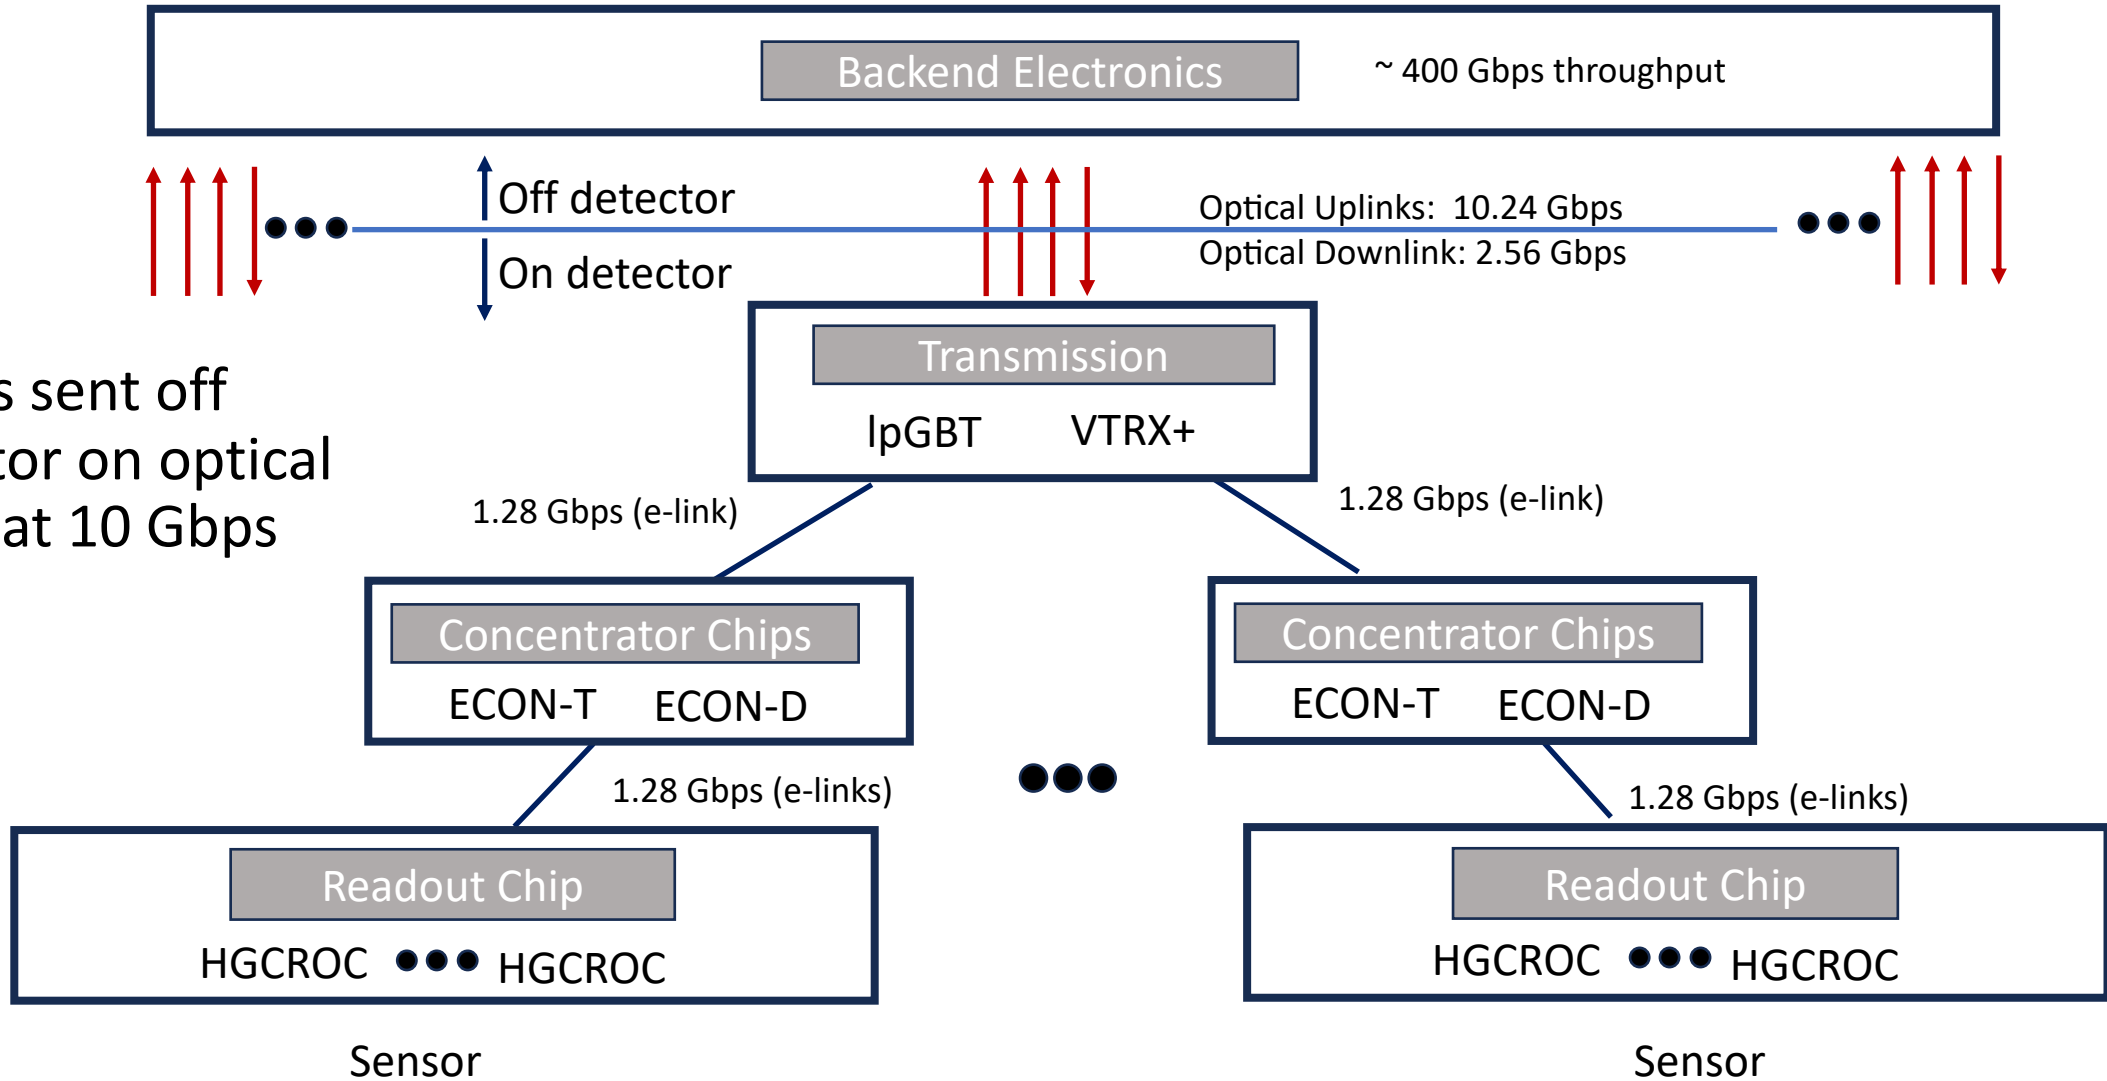 Backend Electronics
~ 400 Gbps throughput
Off detector
On detector
Optical Uplinks: 10.24 Gbps
Optical Downlink: 2.56 Gbps
Transmission
lpGBT VTRX+
s sent off
tor on optical
at 10 Gbps
1.28 Gbps (e-link)
1.28 Gbps (e-link)
Concentrator Chips
ECON-T ECON-D
Concentrator Chips
ECON-T ECON-D
1.28 Gbps (e-links)
1.28 Gbps (e-links)
Readout Chip
HGCROC HGCROC
Readout Chip
HGCROC HGCROC
Sensor
Sensor